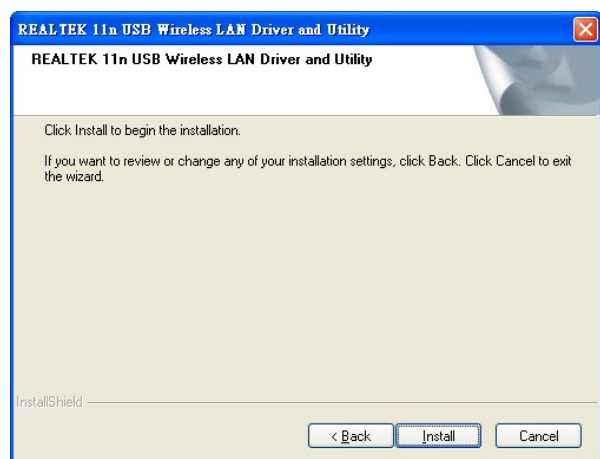 REALTEK 11n USB Wireless LAN Driver and Utility
REALTEK 11n USB Wireless LAN Driver and Utility
Click Install to begin the installation.
If you want to review or change any of your installation settings, click Back. Click Cancel to exit
the wizard.
InstallShield
< Back
Install
Cancel